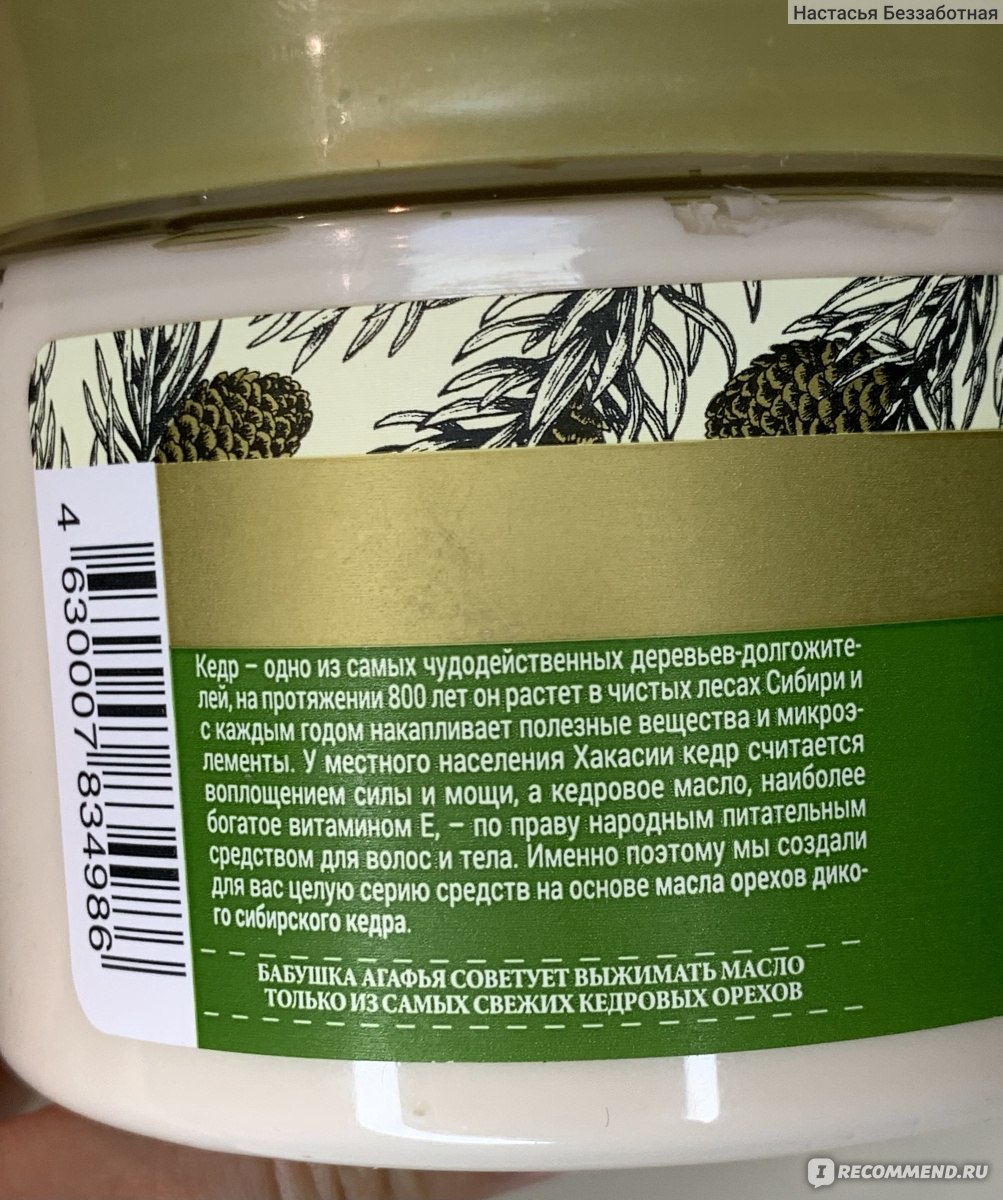 Настасья Беззаботная
4 630007 834986
Кедр – одно из самых чудодейственных деревьев-долгожите-
лей, на протяжении 800 лет он растет в чистых лесах Сибири и
с каждым годом накапливает полезные вещества и микроэ-
лементы. У местного населения Хакасии кедр считается
воплощением силы и мощи, а кедровое масло, наиболее
богатое витамином Е, – по праву народным питательным
средством для волос и тела. Именно поэтому мы создали
для вас целую серию средств на основе масла орехов дико-
го сибирского кедра.
БАБУШКА АГАФЬЯ СОВЕТУЕТ ВЫЖИМАТЬ МАСЛО
ТОЛЬКО ИЗ САМЫХ СВЕЖИХ КЕДРОВЫХ ОРЕХОВ
IRECOMMEND.RU